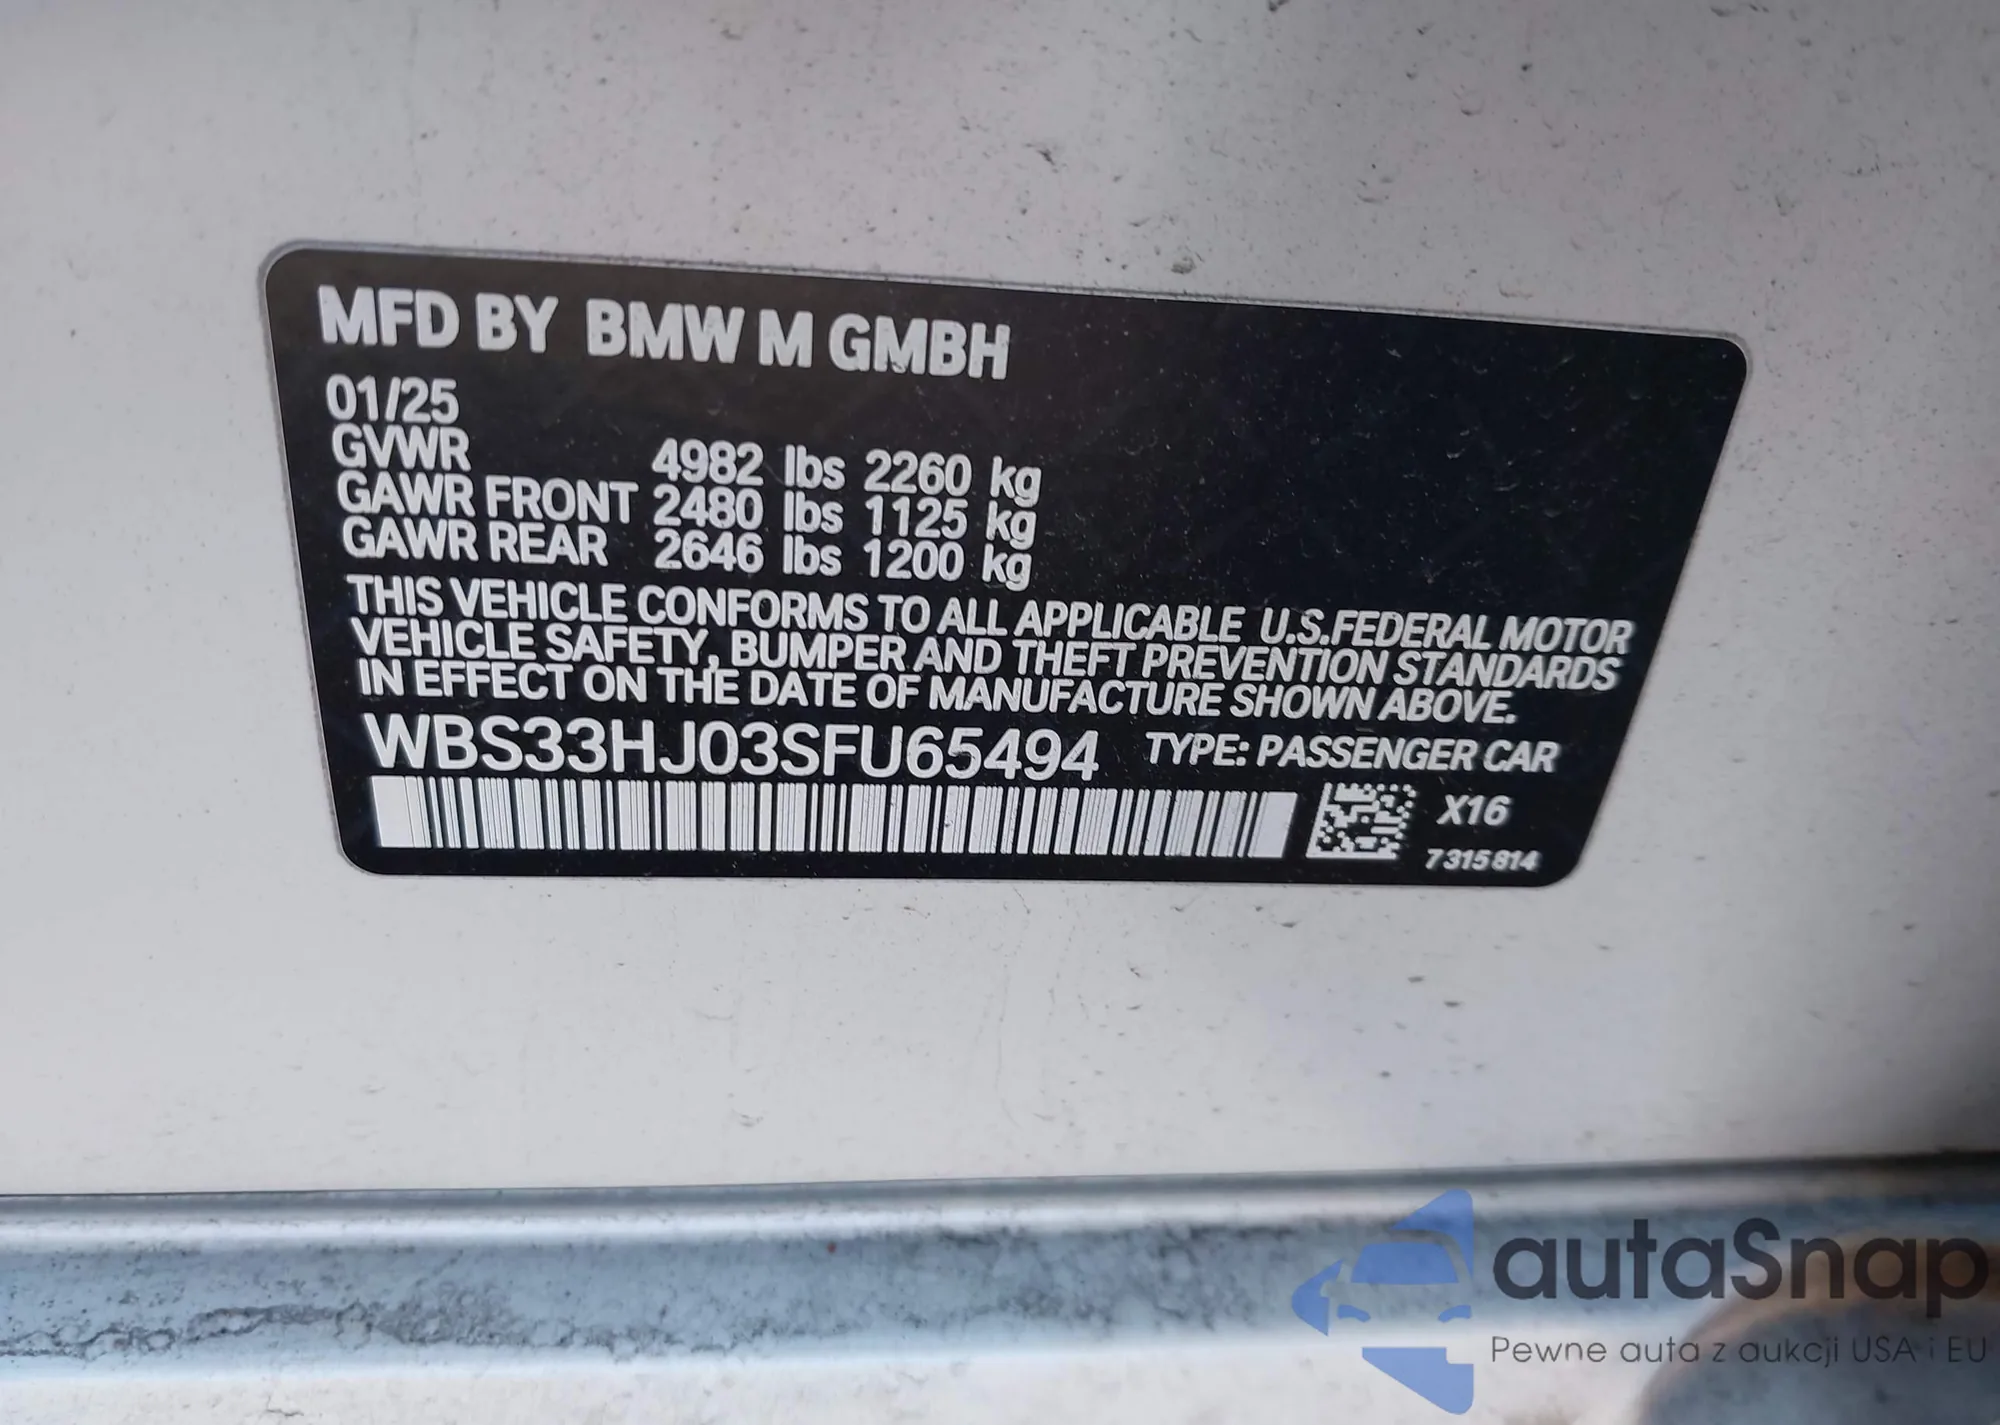 MFD BY BMW M GMBH
01/25
GVWR 4982 lbs 2260 kg
GAWR FRONT 2480 lbs 1125 kg
GAWR REAR 2646 lbs 1200 kg
THIS VEHICLE CONFORMS TO ALL APPLICABLE U.S.FEDERAL MOTOR
VEHICLE SAFETY, BUMPER AND THEFT PREVENTION STANDARDS
IN EFFECT ON THE DATE OF MANUFACTURE SHOWN ABOVE.
WBS33HJ03SFU65494 TYPE: PASSENGER CAR
X16
7315814
autaSnap
Pewne auta z aukcji USA i EU